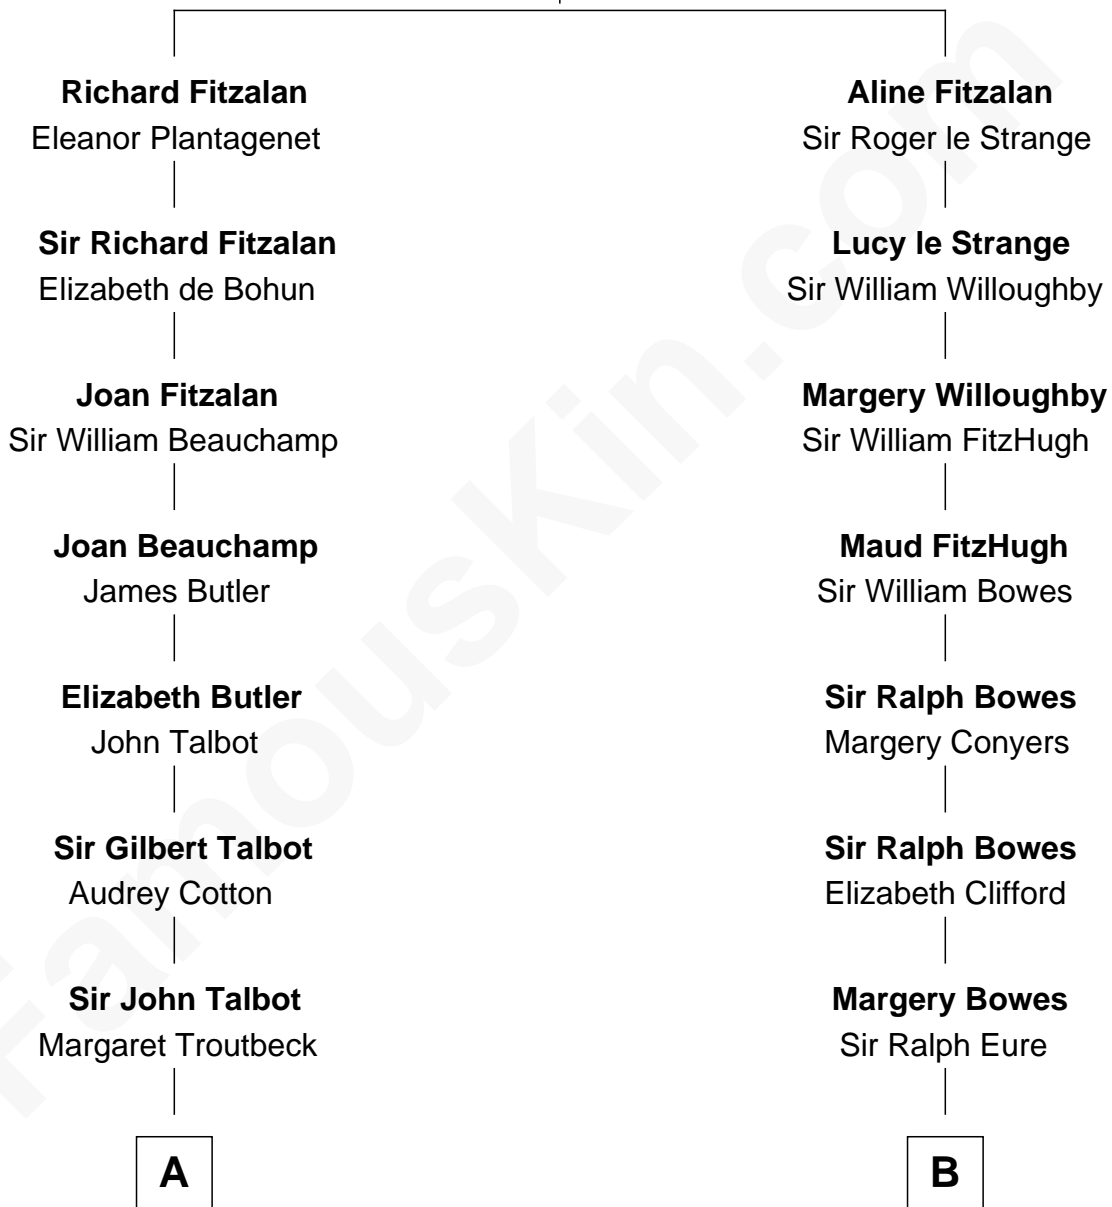 Richard Fitzalan
Eleanor Plantagenet
Sir Richard Fitzalan
Elizabeth de Bohun
Joan Fitzalan
Sir William Beauchamp
Joan Beauchamp
James Butler
Elizabeth Butler
John Talbot
Sir Gilbert Talbot
Audrey Cotton
Sir John Talbot
Margaret Troutbeck
A
Aline Fitzalan
Sir Roger le Strange
Lucy le Strange
Sir William Willoughby
Margery Willoughby
Sir William FitzHugh
Maud FitzHugh
Sir William Bowes
Sir Ralph Bowes
Margery Conyers
Sir Ralph Bowes
Elizabeth Clifford
Margery Bowes
Sir Ralph Eure
B
FamousKin.com